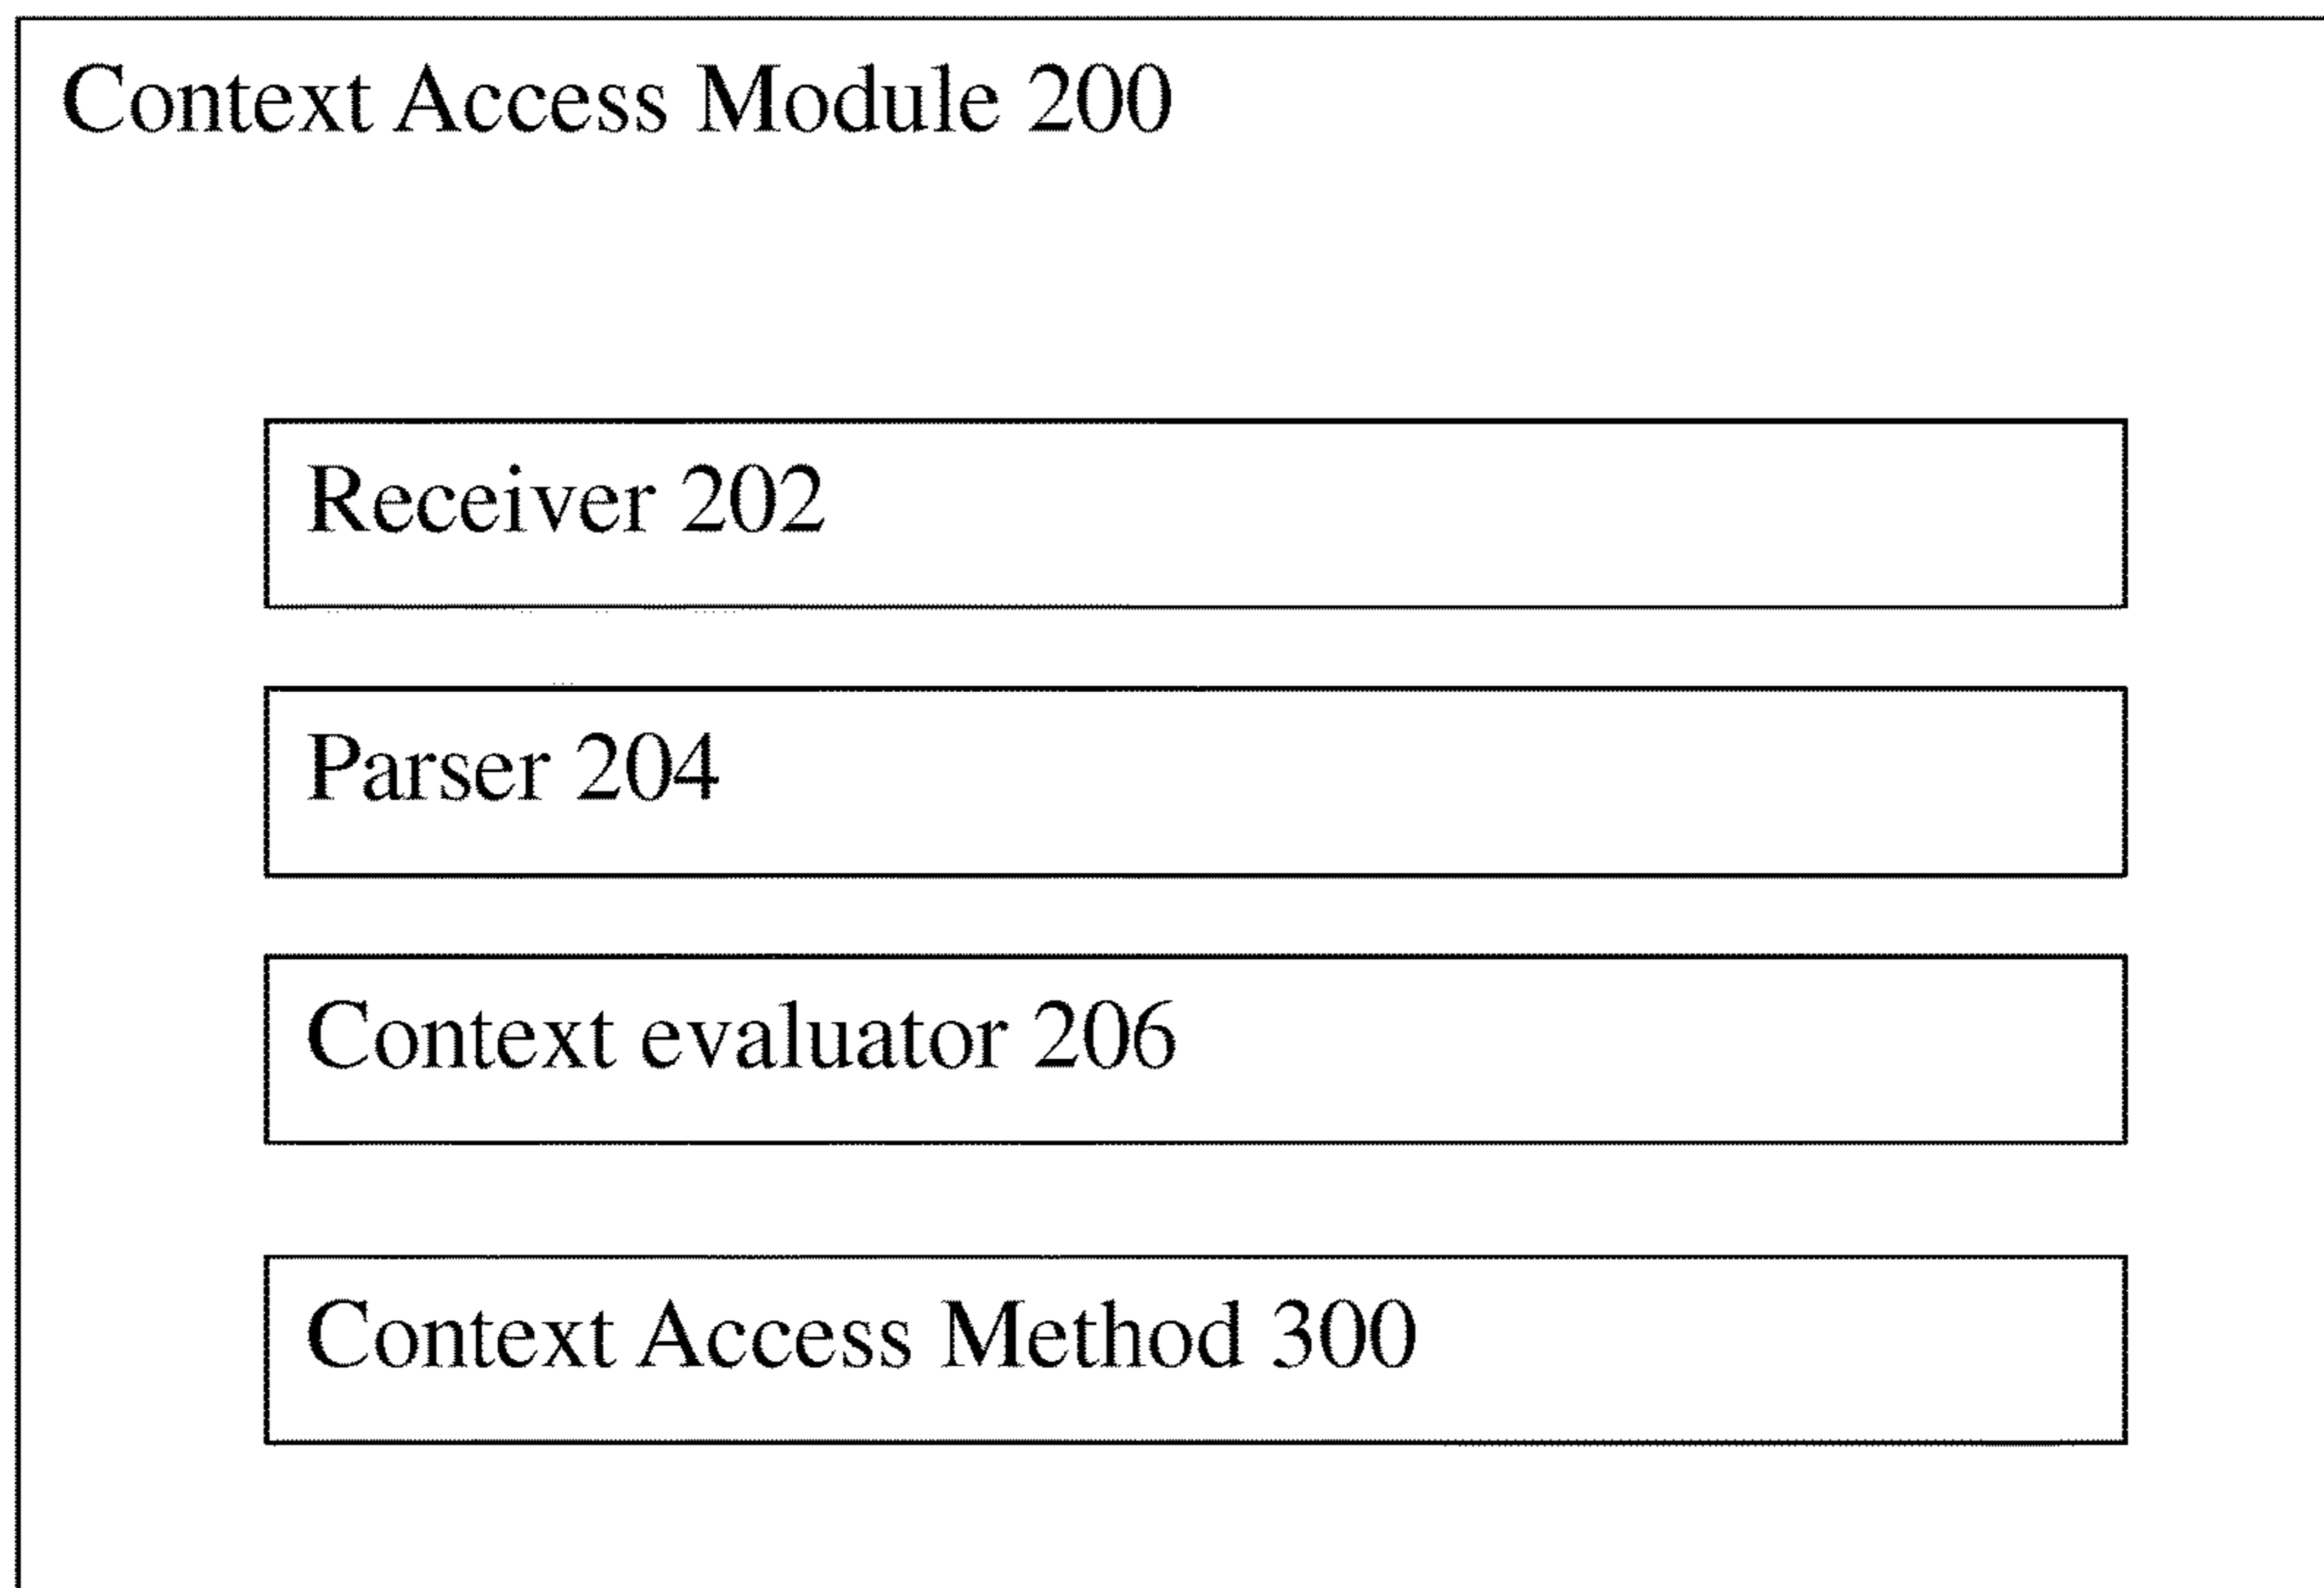 Context Access Module 200
Receiver 202
Parser 204
Context evaluator 206
Context Access Method 300